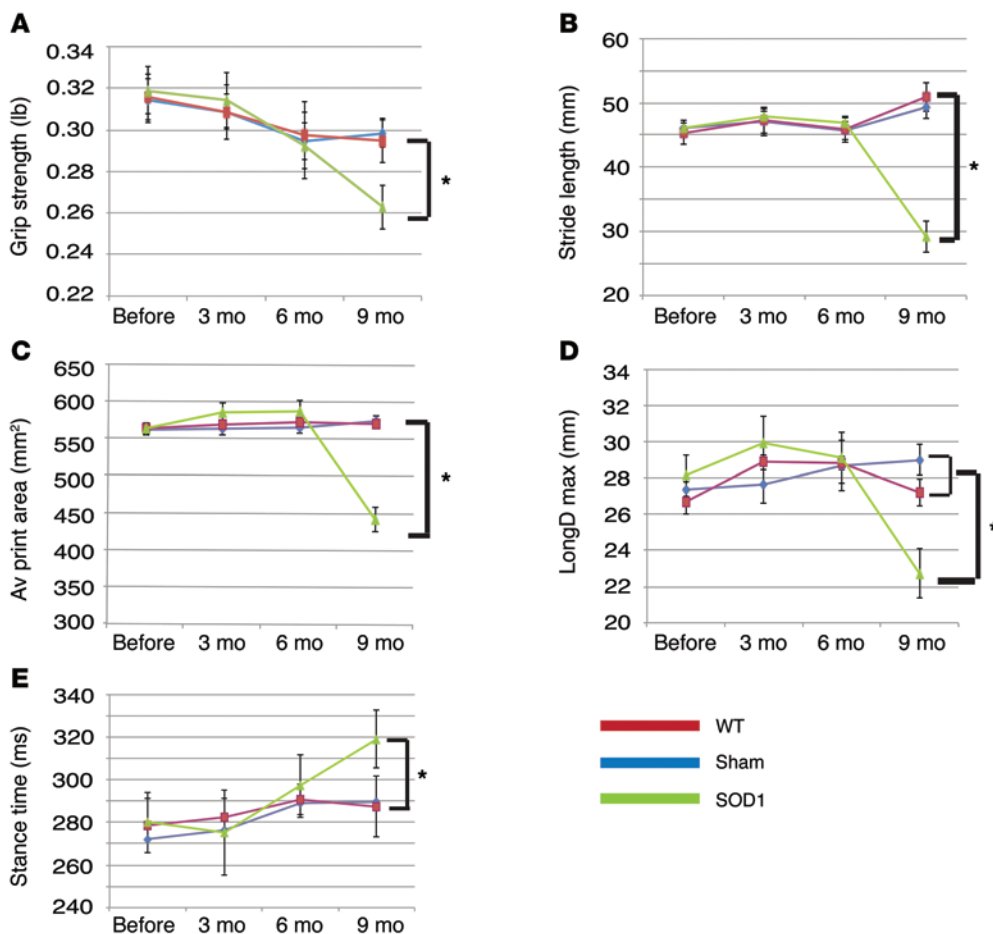 A
Grip strength (lb)
0.34
0.32
0.30
0.28
0.26
0.24
0.22
*
Before 3 mo 6 mo 9 mo
B
Stride length (mm)
60
50
40
30
20
*
Before 3 mo 6 mo 9 mo
C
Av print area (mm²)
650
600
550
500
450
400
350
300
*
Before 3 mo 6 mo 9 mo
D
LongD max (mm)
34
32
30
28
26
24
22
20
*
Before 3 mo 6 mo 9 mo
E
Stance time (ms)
340
320
300
280
260
240
*
Before 3 mo 6 mo 9 mo
WT
Sham
SOD1